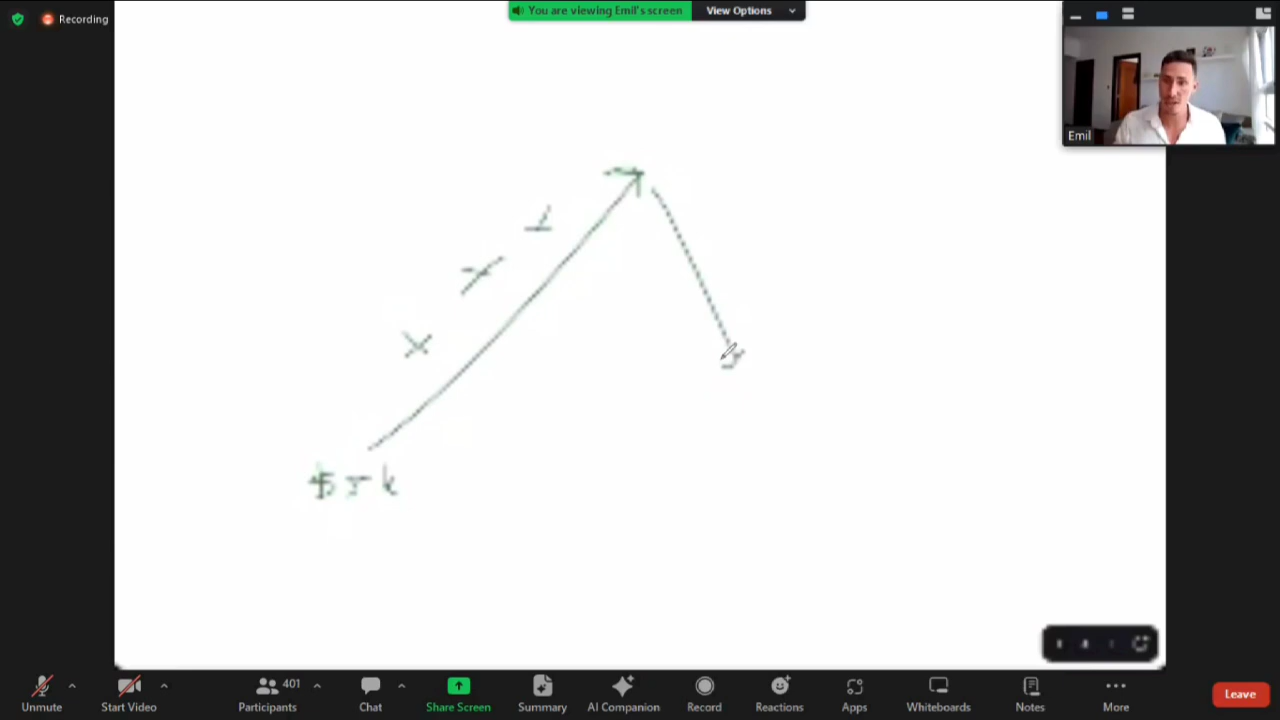 Recording
You are viewing Emil's screen
View Options
Emil
X
$5k
Unmute
Start Video
Participants
401
Chat
Share Screen
Summary
AI Companion
Record
Reactions
Apps
Whiteboards
Notes
More
Leave